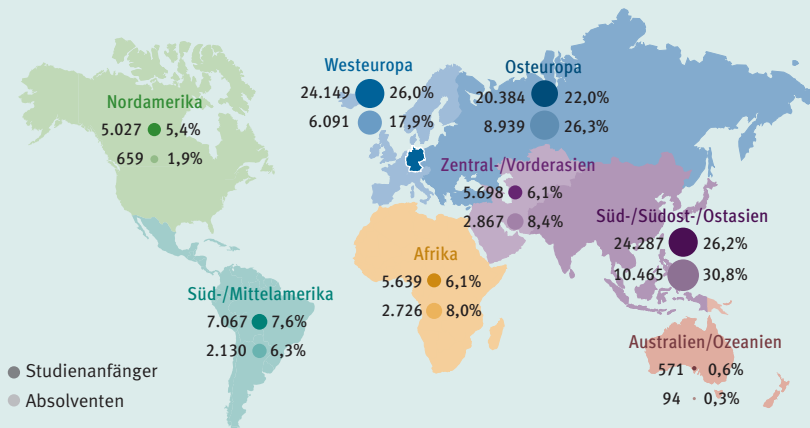 Westeuropa
24.149 26,0%
6.091 17,9%
Osteuropa
20.384 22,0%
8.939 26,3%
Nordamerika
5.027 5,4%
659 1,9%
Zentral-/Vorderasien
5.698 6,1%
2.867 8,4%
Süd-/Südost-/Ostasien
24.287 26,2%
10.465 30,8%
Afrika
5.639 6,1%
2.726 8,0%
Süd-/Mittelamerika
7.067 7,6%
2.130 6,3%
Australien/Ozeanien
571 0,6%
94 0,3%
Studienanfänger
Absolventen